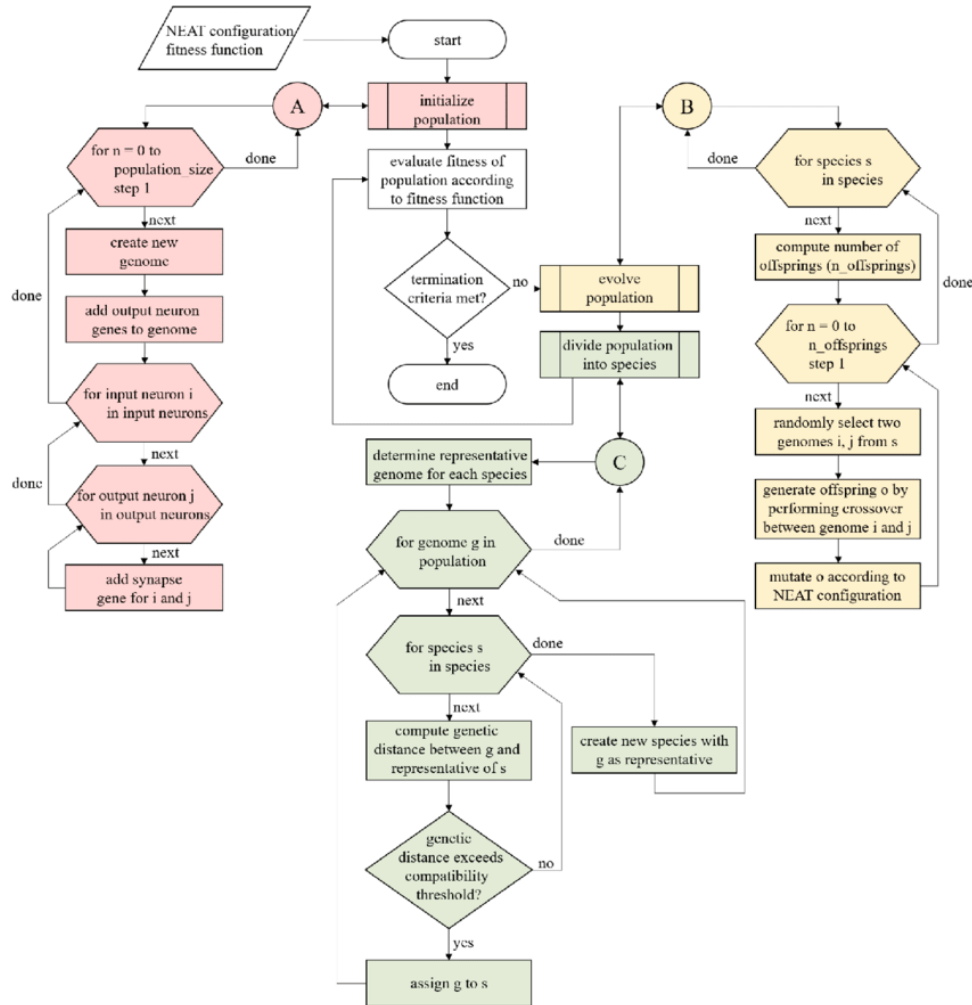 NEAT configuration
fitness function
start
A
initialize
population
B
for n = 0 to
population_size
step 1
done
next
create new
genome
add output neuron
genes to genome
done
for input neuron i
in input neurons
next
done
for output neuron j
in output neurons
next
add synapse
gene for i and j
evaluate fitness of
population according
to fitness function
termination
criteria met?
no
yes
end
evolve
population
divide population
into species
C
determine representative
genome for each species
for genome g in
population
done
next
for species s
in species
done
next
compute genetic
distance between g and
representative of s
create new species with
g as representative
genetic
distance exceeds
compatibility
threshold?
no
yes
assign g to s
done
for species s
in species
next
compute number of
offsprings (n_offsprings)
done
for n = 0 to
n_offsprings
step 1
next
randomly select two
genomes i, j from s
generate offspring o by
performing crossover
between genome i and j
mutate o according to
NEAT configuration